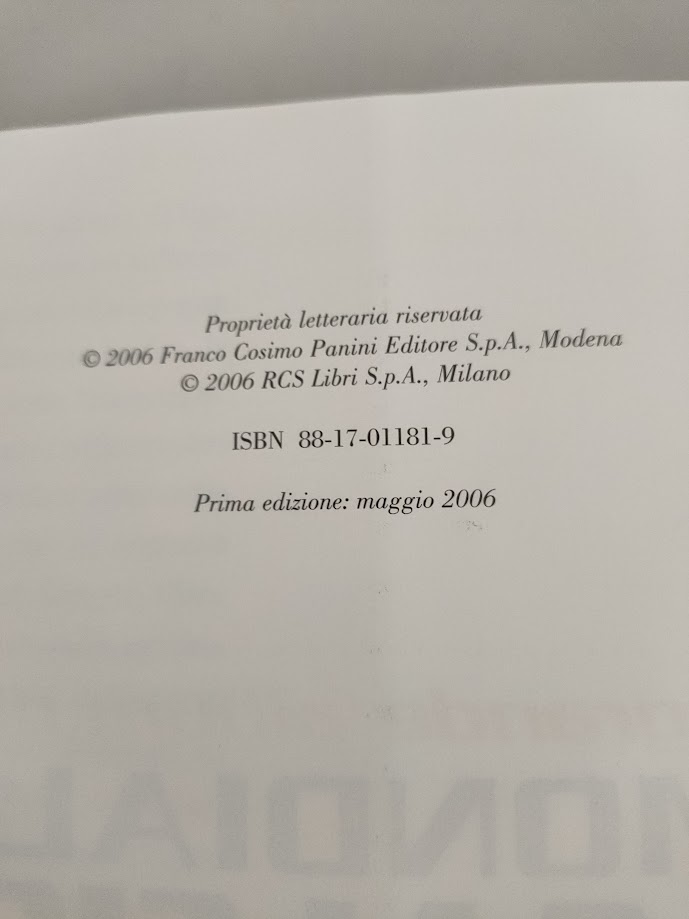 Proprietà letteraria riservata
© 2006 Franco Cosimo Panini Editore S.p.A., Modena
© 2006 RCS Libri S.p.A., Milano
ISBN 88-17-01181-9
Prima edizione: maggio 2006